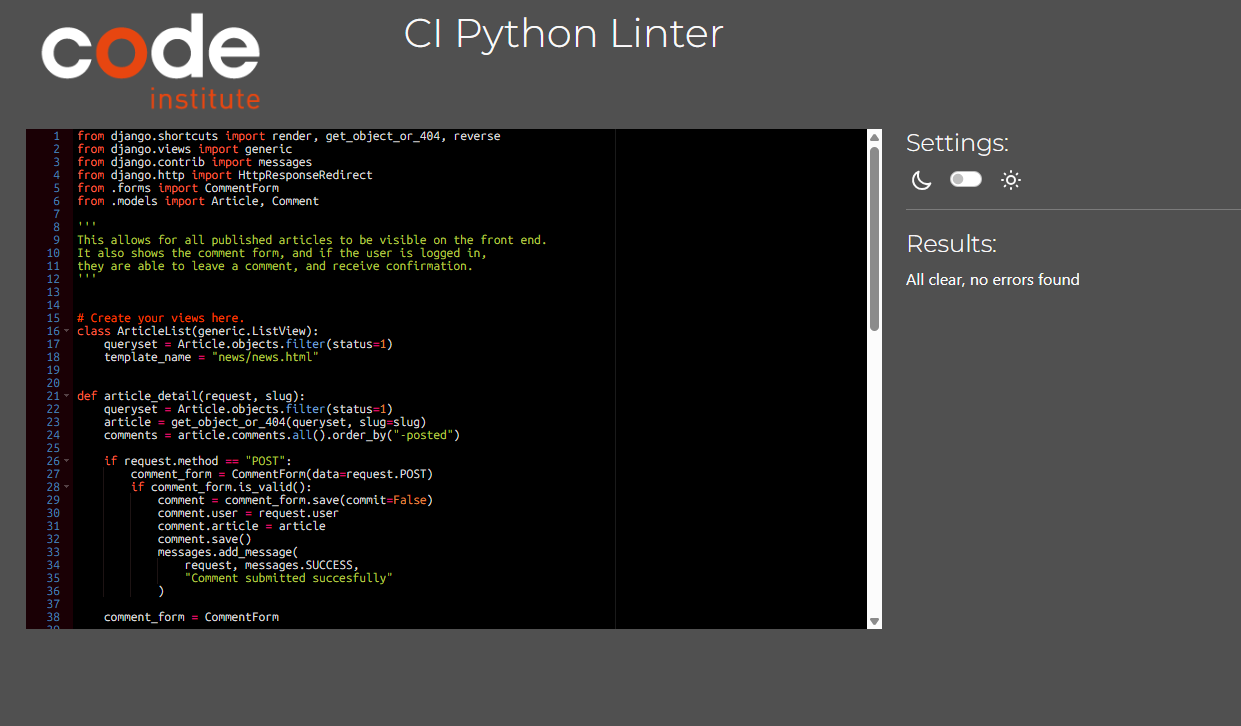 code
institute
CI Python Linter
1 from django.shortcuts import render, get_object_or_404, reverse
2 from django.views import generic
3 from django.contrib import messages
4 from django.http import HttpResponseRedirect
5 from .forms import CommentForm
6 from .models import Article, Comment
7
8 '''
9 This allows for all published articles to be visible on the front end.
10 It also shows the comment form, and if the user is logged in,
11 they are able to leave a comment, and receive confirmation.
12 '''
13
14
15 # Create your views here.
16 class ArticleList(generic.ListView):
17     queryset = Article.objects.filter(status=1)
18     template_name = "news/news.html"
19
20
21 def article_detail(request, slug):
22     queryset = Article.objects.filter(status=1)
23     article = get_object_or_404(queryset, slug=slug)
24     comments = article.comments.all().order_by("-posted")
25
26     if request.method == "POST":
27         comment_form = CommentForm(data=request.POST)
28         if comment_form.is_valid():
29             comment = comment_form.save(commit=False)
30             comment.user = request.user
31             comment.article = article
32             comment.save()
33             messages.add_message(
34                 request, messages.SUCCESS,
35                 "Comment submitted succesfully"
36             )
37
38     comment_form = CommentForm
Settings:
Results:
All clear, no errors found